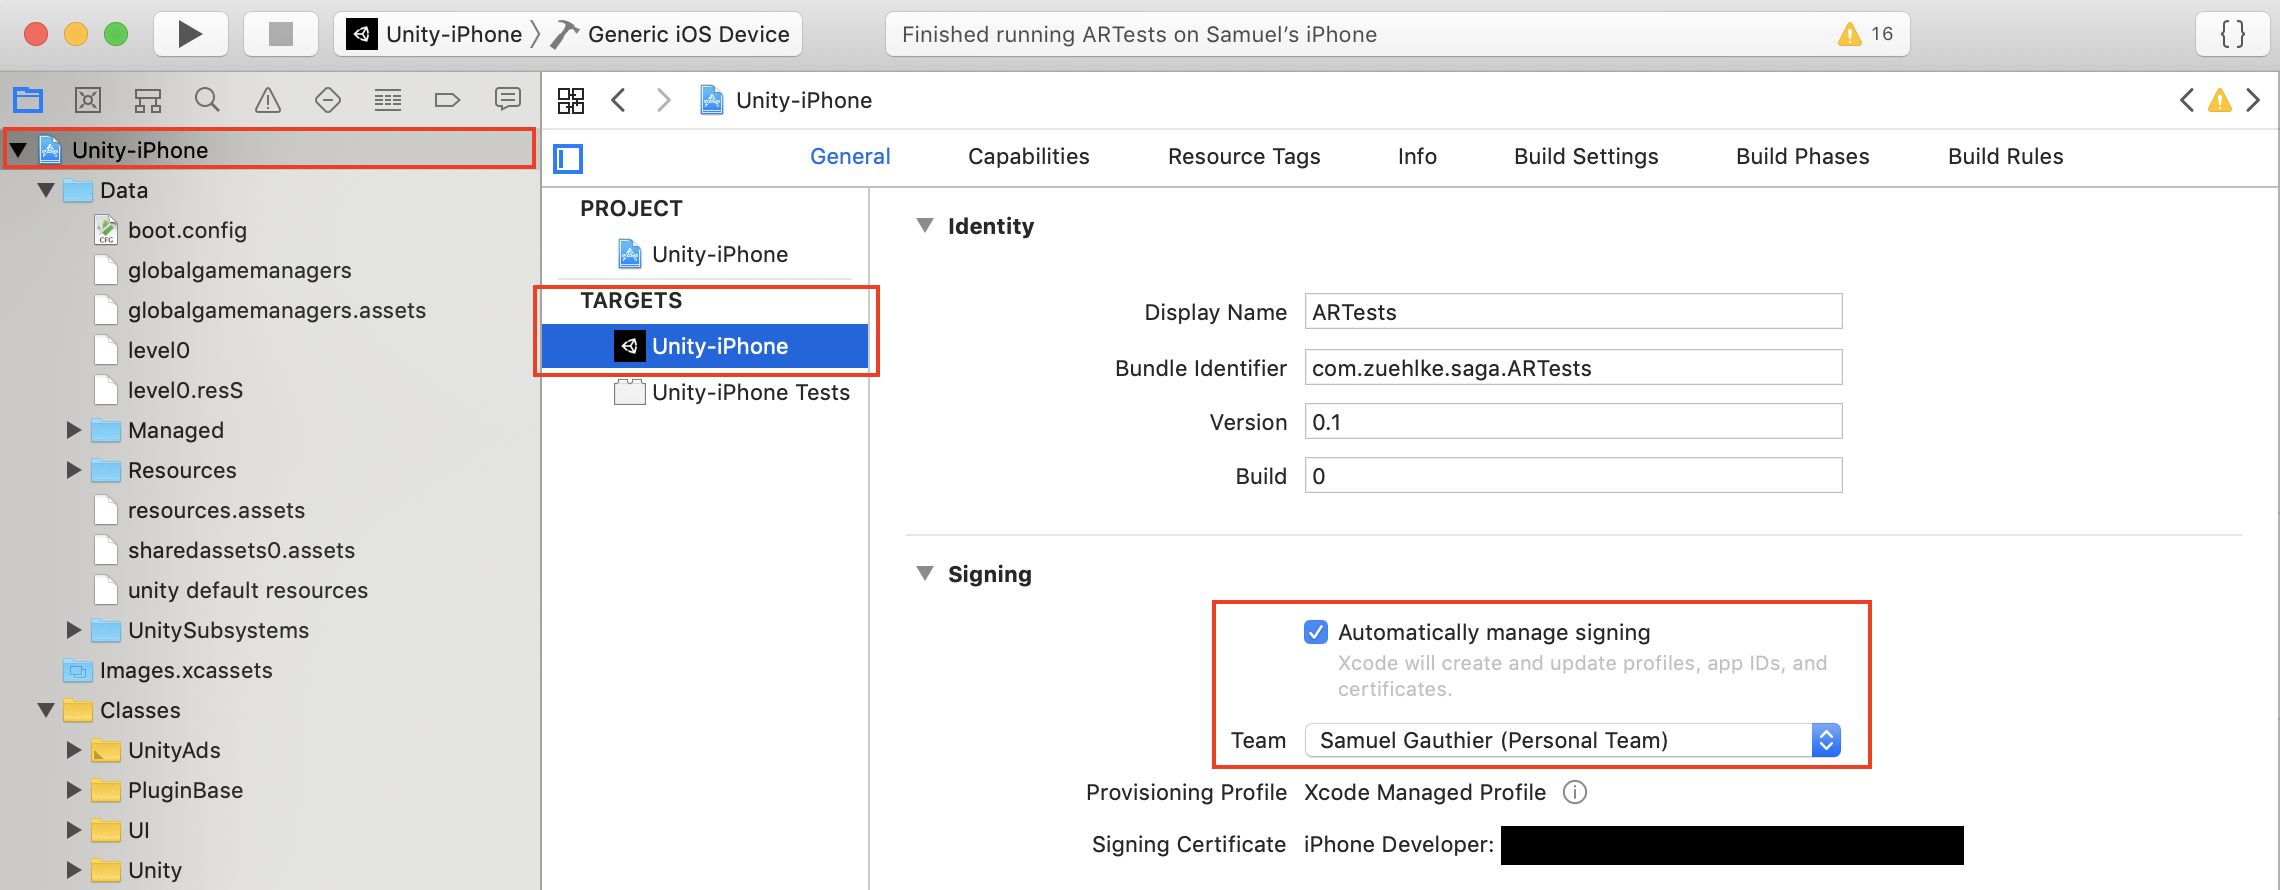 Unity-iPhone
Generic iOS Device
Finished running ARTests on Samuel's iPhone
16
{ }
Unity-iPhone
Unity-iPhone
Data
boot.config
CFG
globalgamemanagers
globalgamemanagers.assets
level0
level0.resS
Managed
Resources
resources.assets
sharedassets0.assets
unity default resources
UnitySubsystems
Images.xcassets
Classes
UnityAds
PluginBase
UI
Unity
General
Capabilities
Resource Tags
Info
Build Settings
Build Phases
Build Rules
PROJECT
Unity-iPhone
TARGETS
Unity-iPhone
Unity-iPhone Tests
Identity
Display Name ARTests
Bundle Identifier com.zuehlke.saga.ARTests
Version 0.1
Build 0
Signing
Automatically manage signing
Xcode will create and update profiles, app IDs, and
certificates.
Team Samuel Gauthier (Personal Team)
Provisioning Profile Xcode Managed Profile
Signing Certificate iPhone Developer: